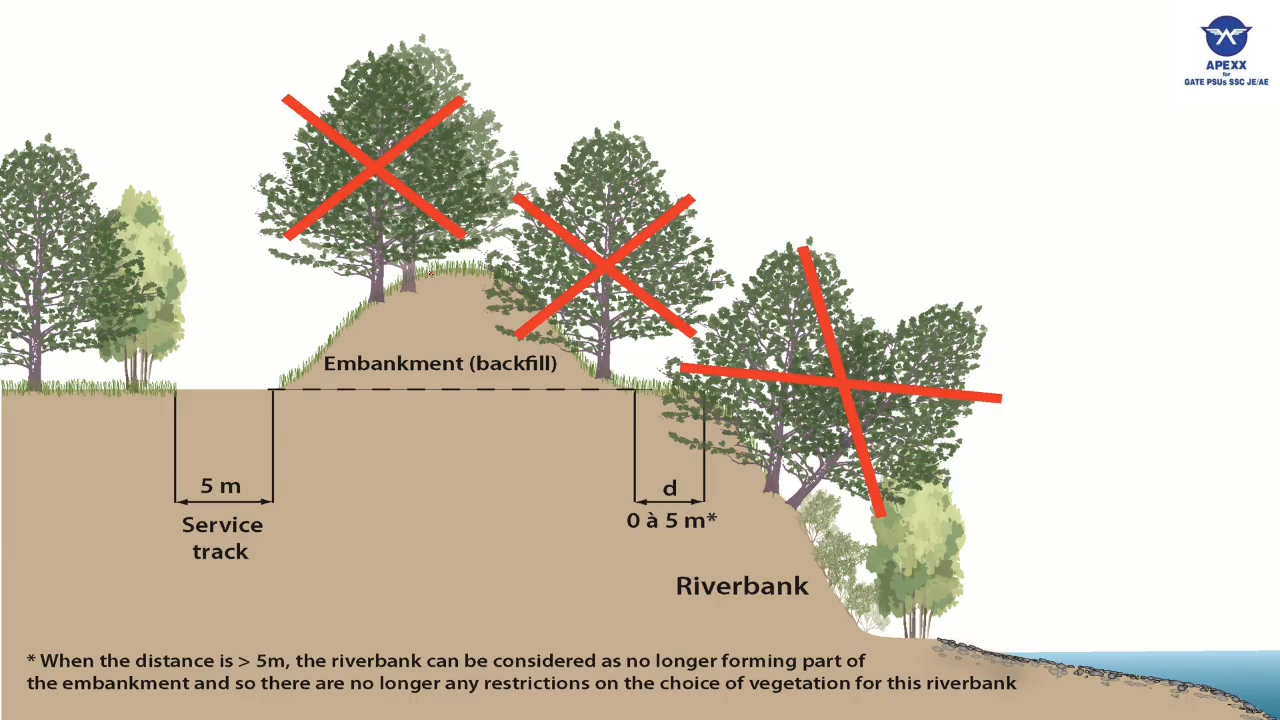 APEXX
for
GATE PSUs SSC JE/AE
Embankment (backfill)
5 m
Service
track
d
0 à 5 m*
Riverbank
* When the distance is > 5m, the riverbank can be considered as no longer forming part of
the embankment and so there are no longer any restrictions on the choice of vegetation for this riverbank